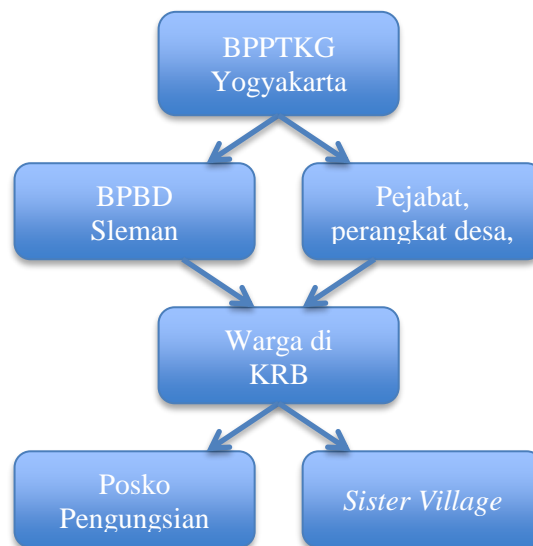 BPPTKG
Yogyakarta
BPBD
Sleman
Pejabat,
perangkat desa,
Warga di
KRB
Posko
Pengungsian
Sister Village